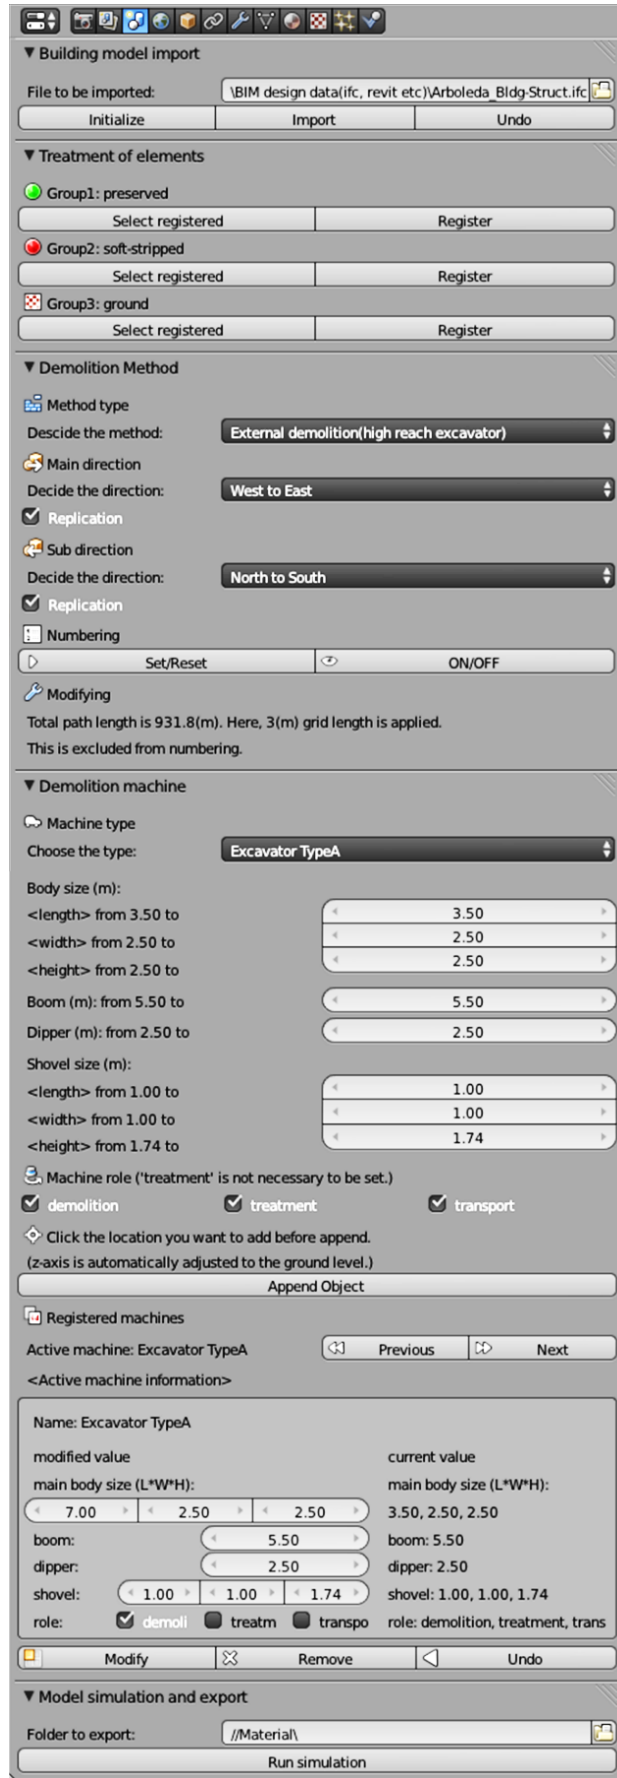 Building model import
File to be imported: \BIM design data(ifc, revit etc)\Arboleda_Bldg-Struct.ifc
Initialize Import Undo
Treatment of elements
Group1: preserved
Select registered Register
Group2: soft-stripped
Select registered Register
Group3: ground
Select registered Register
Demolition Method
Method type
Descide the method: External demolition(high reach excavator)
Main direction
Decide the direction: West to East
Replication
Sub direction
Decide the direction: North to South
Replication
Numbering
Set/Reset ON/OFF
Modifying
Total path length is 931.8(m). Here, 3(m) grid length is applied.
This is excluded from numbering.
Demolition machine
Machine type
Choose the type: Excavator TypeA
Body size (m):
<length> from 3.50 to 3.50
<width> from 2.50 to 2.50
<height> from 2.50 to 2.50
Boom (m): from 5.50 to 5.50
Dipper (m): from 2.50 to 2.50
Shovel size (m):
<length> from 1.00 to 1.00
<width> from 1.00 to 1.00
<height> from 1.74 to 1.74
Machine role ('treatment' is not necessary to be set.)
demolition treatment transport
Click the location you want to add before append.
(z-axis is automatically adjusted to the ground level.)
Append Object
Registered machines
Active machine: Excavator TypeA Previous Next
<Active machine information>
Name: Excavator TypeA
modified value current value
main body size (L*W*H): main body size (L*W*H):
7.00 2.50 2.50 3.50, 2.50, 2.50
boom: 5.50 boom: 5.50
dipper: 2.50 dipper: 2.50
shovel: 1.00 1.00 1.74 shovel: 1.00, 1.00, 1.74
role: demoli treatm transpo role: demolition, treatment, trans
Modify Remove Undo
Model simulation and export
Folder to export: //Material\
Run simulation